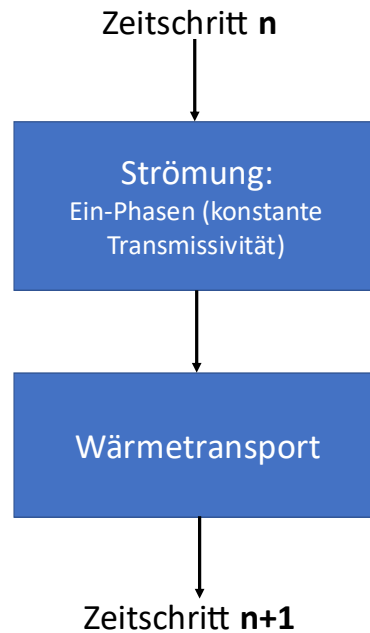 Zeitschritt n
Strömung:
Ein-Phasen (konstante
Transmissivität)
Wärmetransport
Zeitschritt n+1